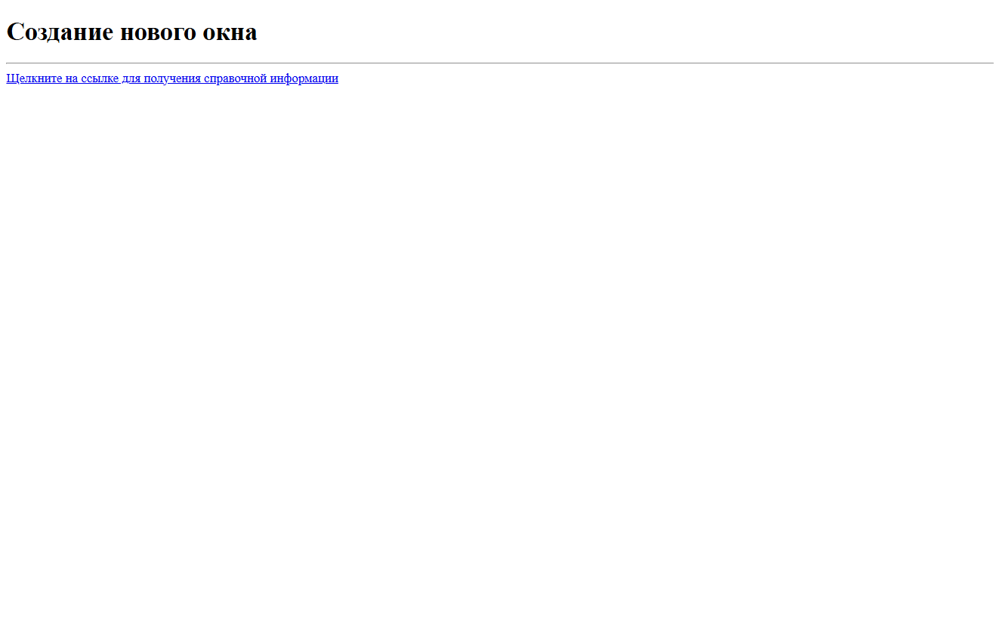 Создание нового окна
Щелкните на ссылке для получения справочной информации